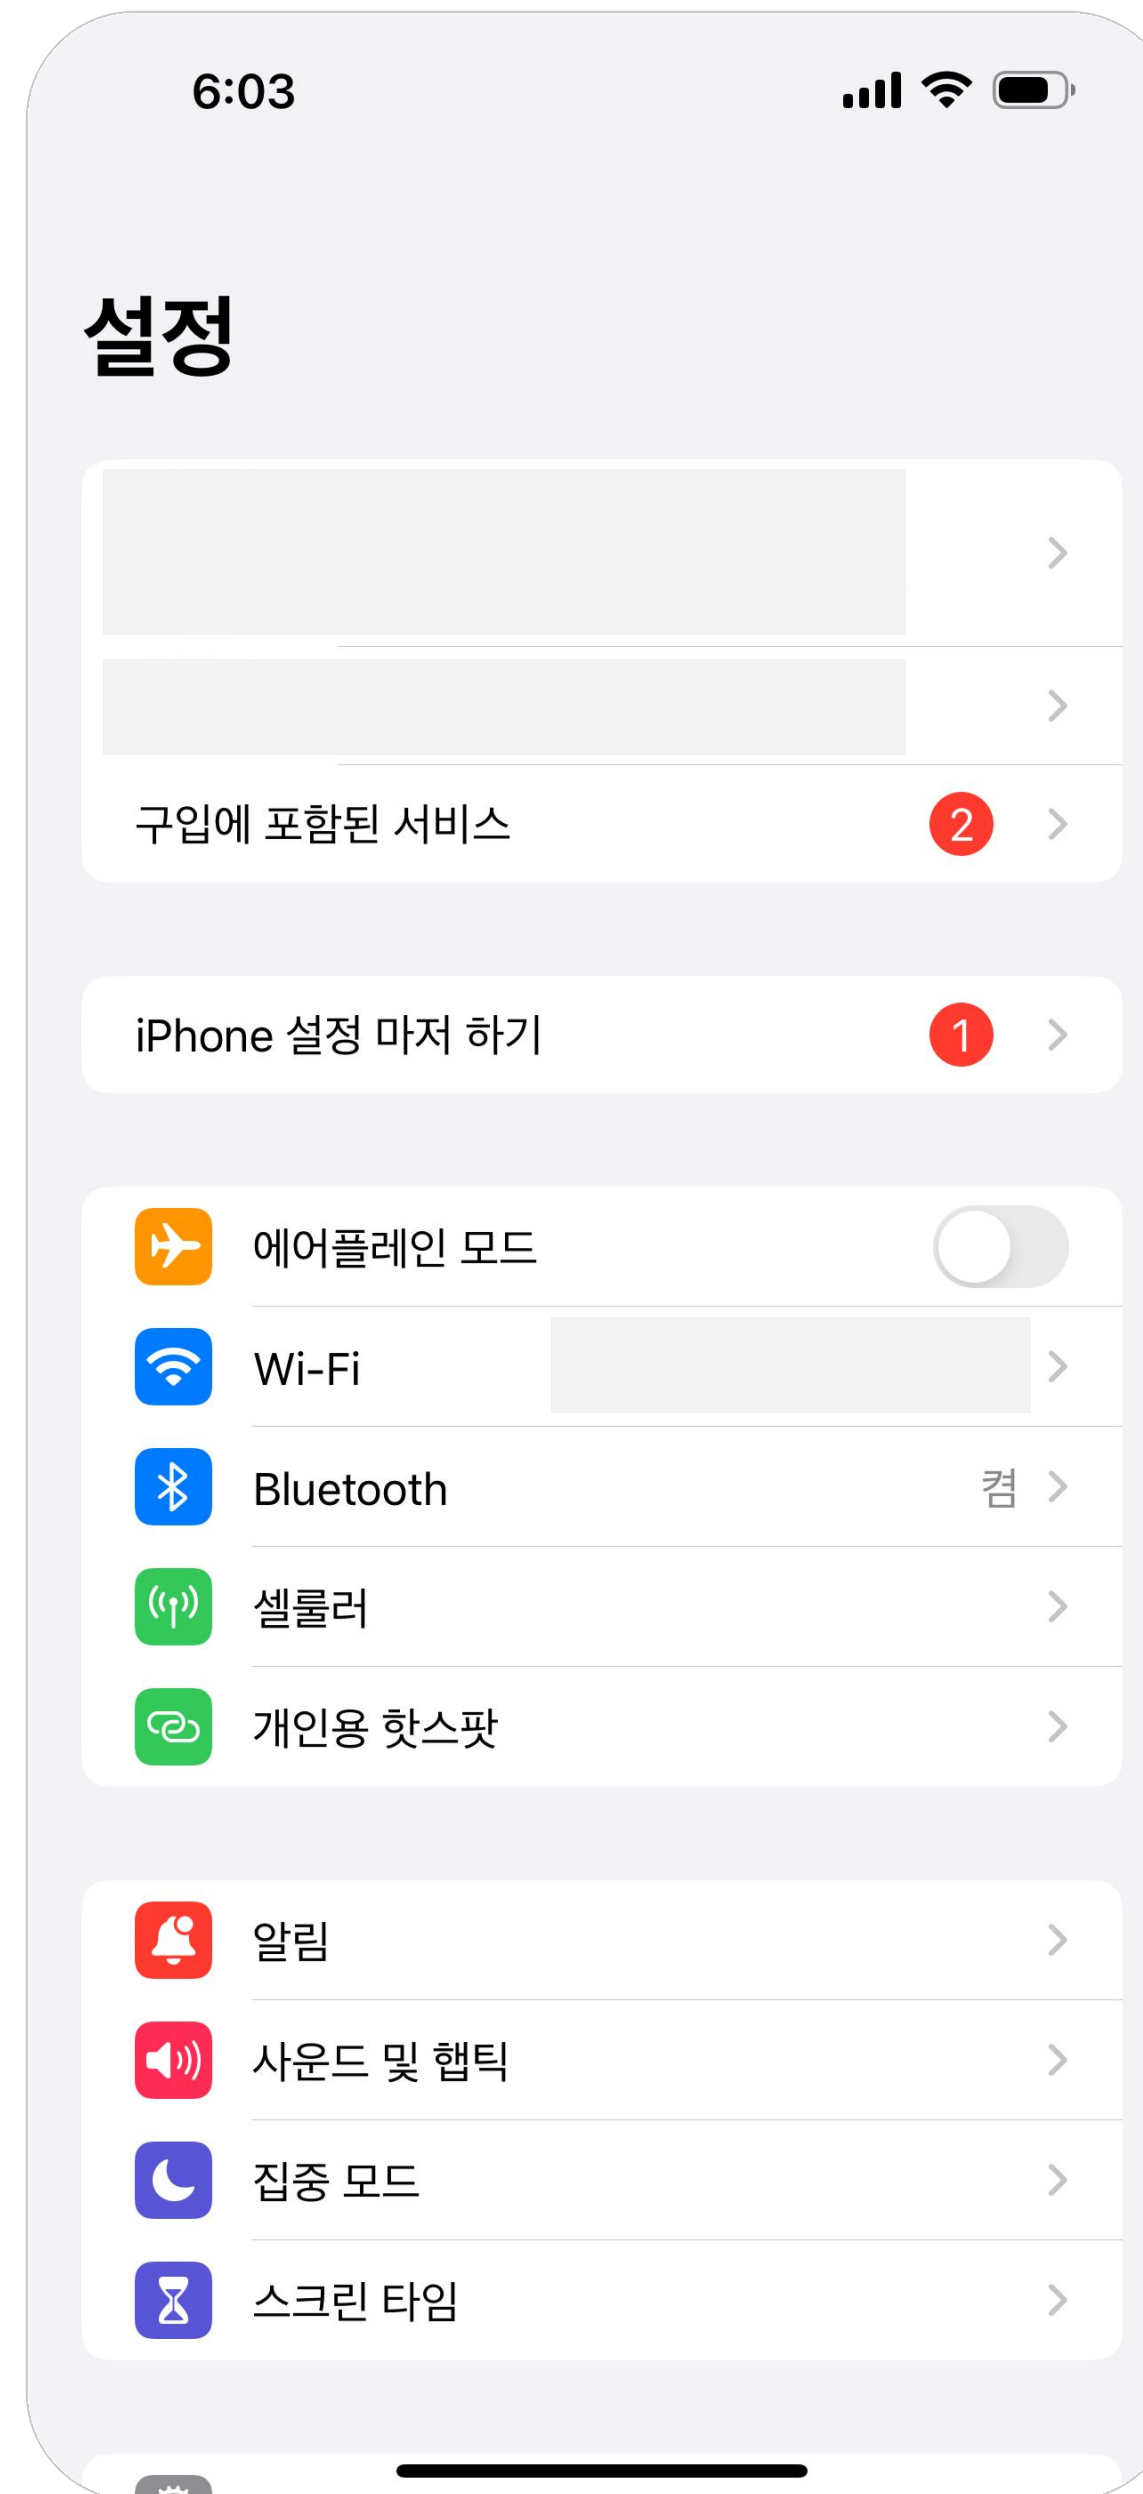 6:03
설정
구입에 포함된 서비스 2
iPhone 설정 마저 하기 1
에어플레인 모드
Wi-Fi
Bluetooth 켬
셀룰러
개인용 핫스팟
알림
사운드 및 햅틱
집중 모드
스크린 타임